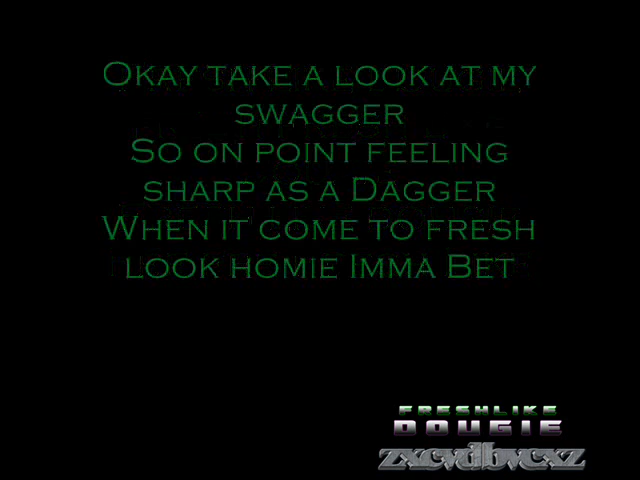 Okay take a look at my
swagger
So on point feeling
sharp as a Dagger
When it come to fresh
look homie Imma Bet
FRESHLIKE
DOUGIE
zxcvdbvcxz